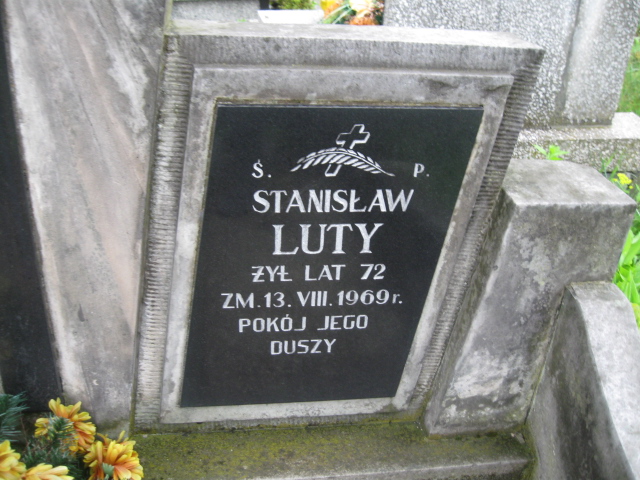 Ś. P.
STANISŁAW
LUTY
ŻYŁ LAT 72
ZM. 13. VIII. 1969 r.
POKÓJ JEGO
DUSZY